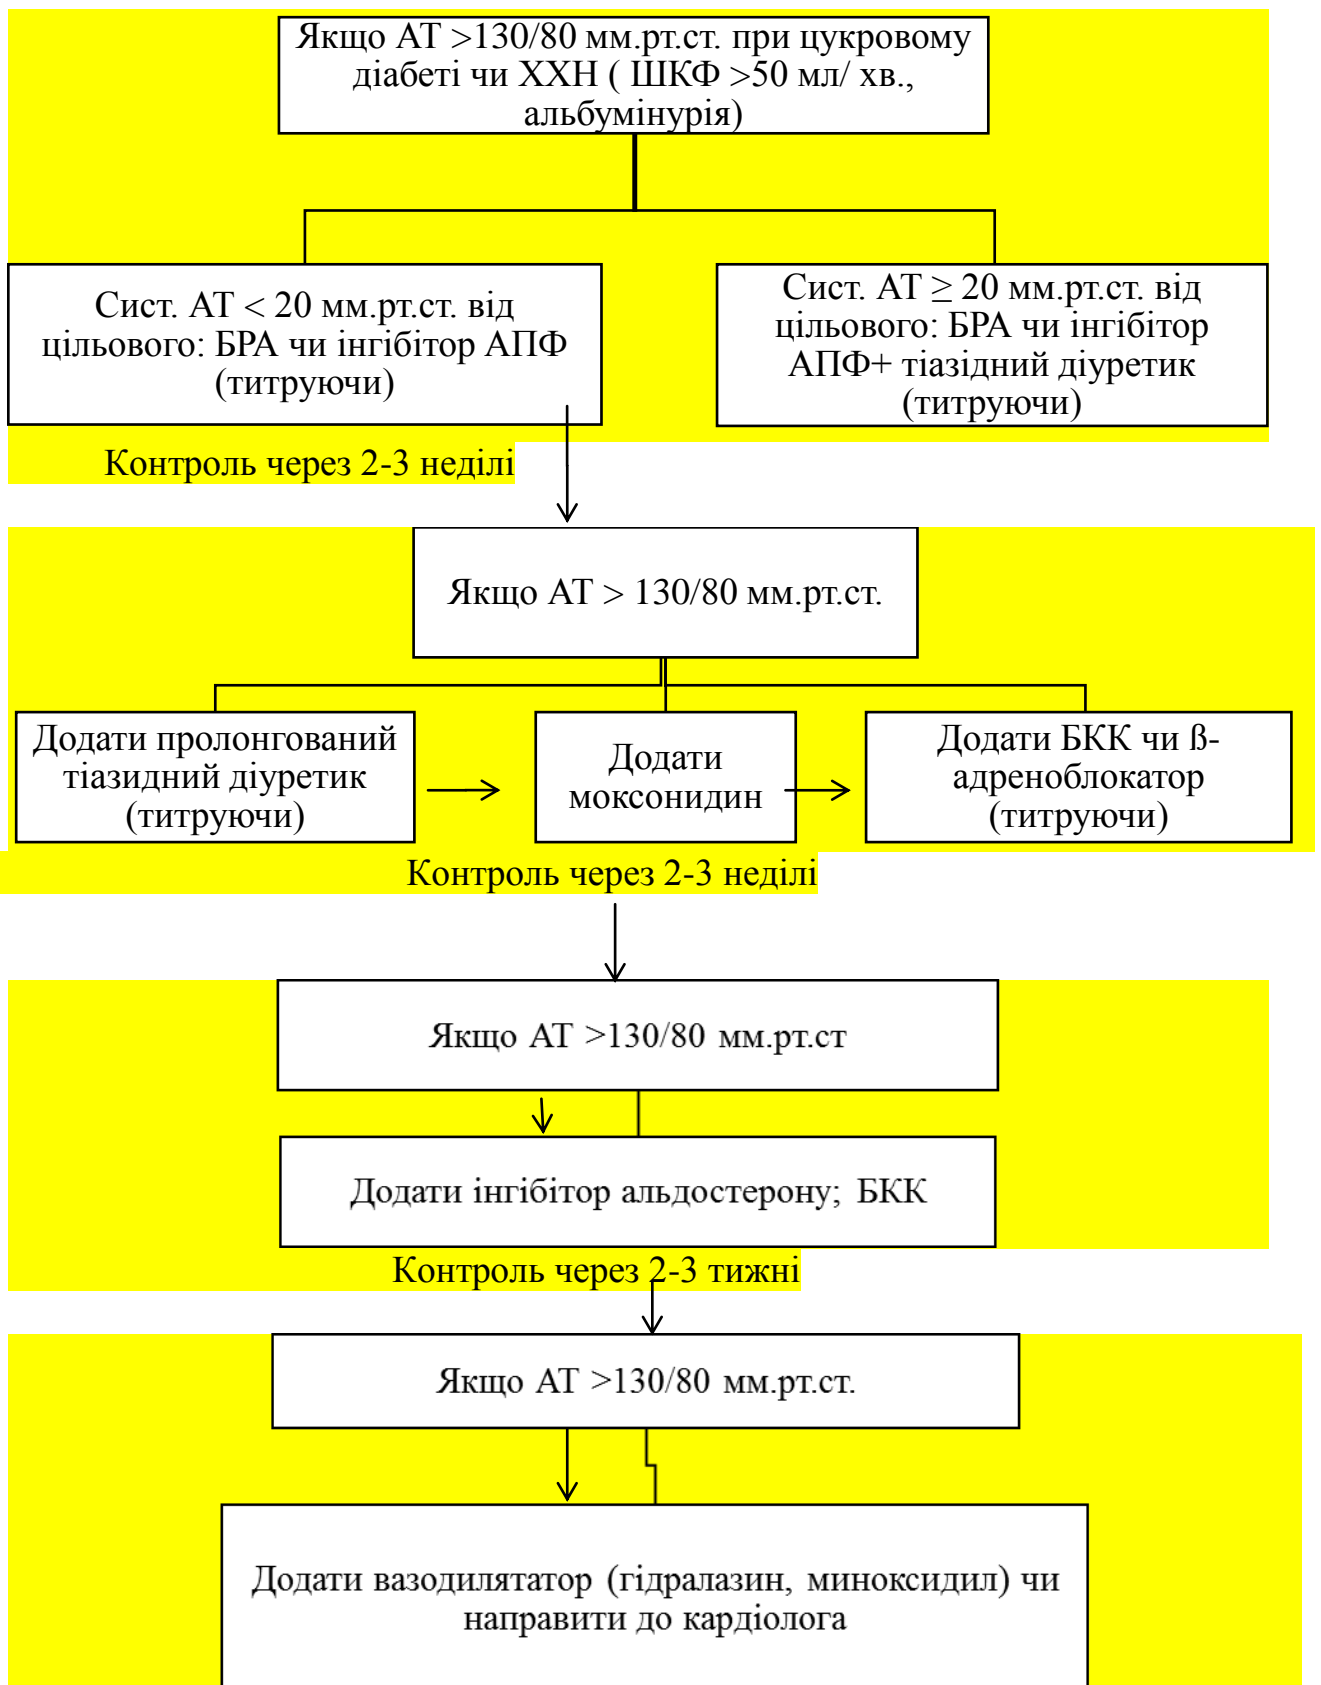 Якщо АТ >130/80 мм.рт.ст. при цукровому
діабеті чи ХХН ( ШКФ >50 мл/ хв.,
альбумінурія)
Сист. АТ < 20 мм.рт.ст. від
цільового: БРА чи інгібітор АПФ
(титруючи)
Сист. АТ ≥ 20 мм.рт.ст. від
цільового: БРА чи інгібітор
АПФ+ тіазідний діуретик
(титруючи)
Контроль через 2-3 неділі
Якщо АТ > 130/80 мм.рт.ст.
Додати пролонгований
тіазидний діуретик
(титруючи)
Додати
моксонидин
Додати БКК чи ß-
адреноблокатор
(титруючи)
Контроль через 2-3 неділі
Якщо АТ >130/80 мм.рт.ст
Додати інгібітор альдостерону; БКК
Контроль через 2-3 тижні
Якщо АТ >130/80 мм.рт.ст.
Додати вазодилятатор (гідралазин, миноксидил) чи
направити до кардіолога